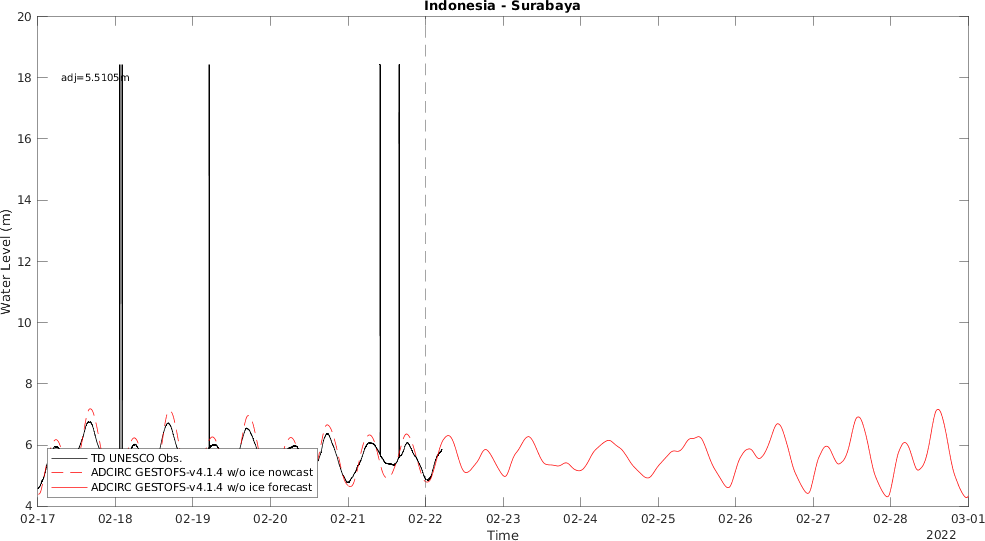 Indonesia - Surabaya
20
18
16
14
12
10
8
6
4
Water Level (m)
adj=5.5105m
TD UNESCO Obs.
ADCIRC GESTOFS-v4.1.4 w/o ice nowcast
ADCIRC GESTOFS-v4.1.4 w/o ice forecast
02-17 02-18 02-19 02-20 02-21 02-22 02-23 02-24 02-25 02-26 02-27 02-28 03-01
Time
2022